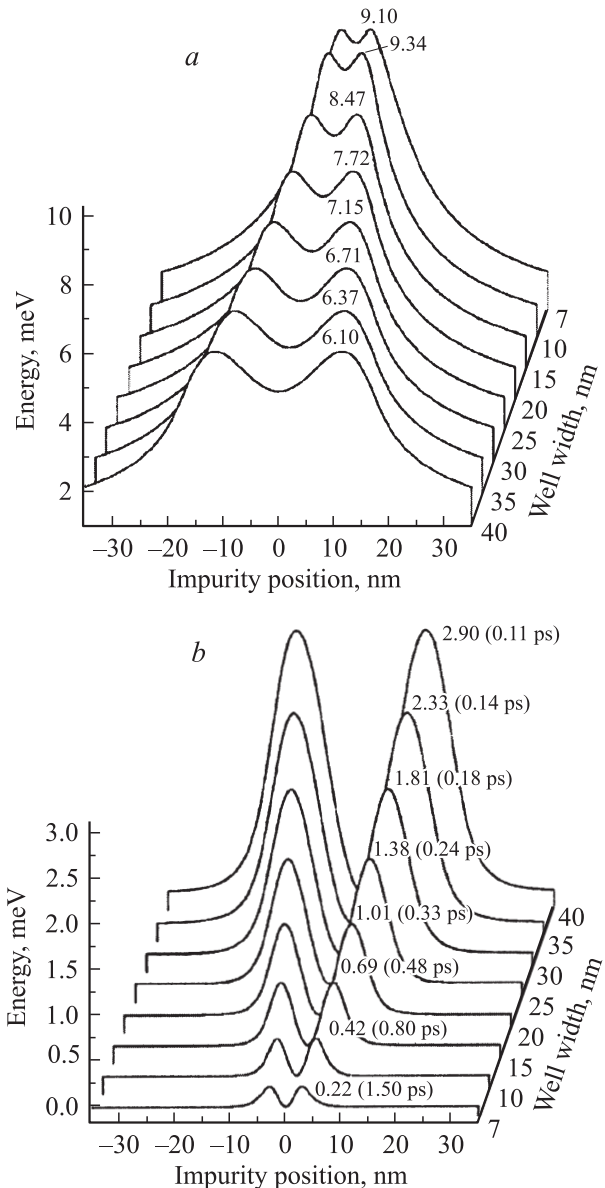 9.10
a
9.34
8.47
7.72
7.15
6.71
6.37
6.10
10
8
6
4
2
Energy, meV
7
10
15
20
25
30
35
40
Well width, nm
–30 –20 –10 0 10 20 30
Impurity position, nm
b
2.90 (0.11 ps)
2.33 (0.14 ps)
1.81 (0.18 ps)
1.38 (0.24 ps)
1.01 (0.33 ps)
0.69 (0.48 ps)
0.42 (0.80 ps)
0.22 (1.50 ps)
3.0
2.5
2.0
1.5
1.0
0.5
0.0
Energy, meV
40
35
30
25
20
15
10
7
Well width, nm
–30 –20 –10 0 10 20 30
Impurity position, nm